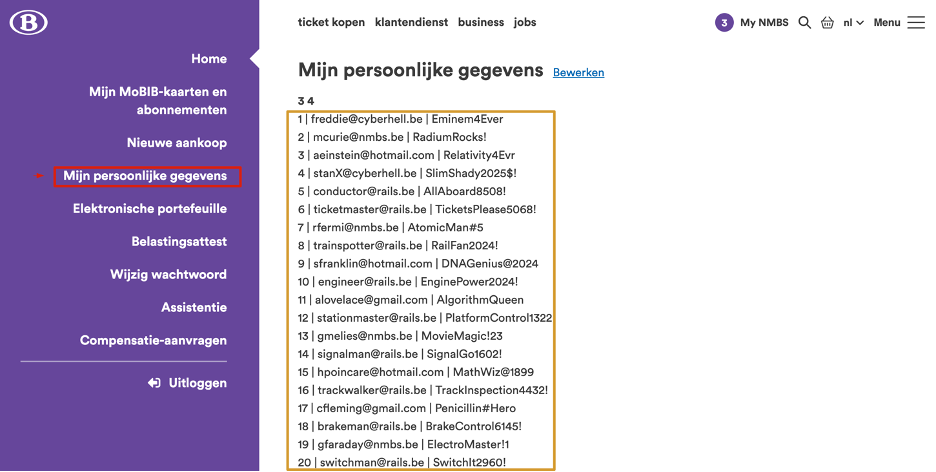 B
ticket kopen klantendienst business jobs
3 My NMBS nl Menu
Home
Mijn MoBIB-kaarten en
abonnementen
Nieuwe aankoop
Mijn persoonlijke gegevens
Elektronische portefeuille
Belastingsattest
Wijzig wachtwoord
Assistentie
Compensatie-aanvragen
Uitloggen
Mijn persoonlijke gegevens Bewerken
3 4
1 | freddie@cyberhell.be | Eminem4Ever
2 | mcurie@nmbs.be | RadiumRocks!
3 | aeinstein@hotmail.com | Relativity4Evr
4 | stanX@cyberhell.be | SlimShady2025$!
5 | conductor@rails.be | AllAboard8508!
6 | ticketmaster@rails.be | TicketsPlease5068!
7 | rfermi@nmbs.be | AtomicMan#5
8 | trainspotter@rails.be | RailFan2024!
9 | sfranklin@hotmail.com | DNAGenius@2024
10 | engineer@rails.be | EnginePower2024!
11 | alovelace@gmail.com | AlgorithmQueen
12 | stationmaster@rails.be | PlatformControl1322
13 | gmelies@nmbs.be | MovieMagic!23
14 | signalman@rails.be | SignalGo1602!
15 | hpoincare@hotmail.com | MathWiz@1899
16 | trackwalker@rails.be | TrackInspection4432!
17 | cfleming@gmail.com | Penicillin#Hero
18 | brakeman@rails.be | BrakeControl6145!
19 | gfaraday@nmbs.be | ElectroMaster!1
20 | switchman@rails.be | SwitchIt2960!